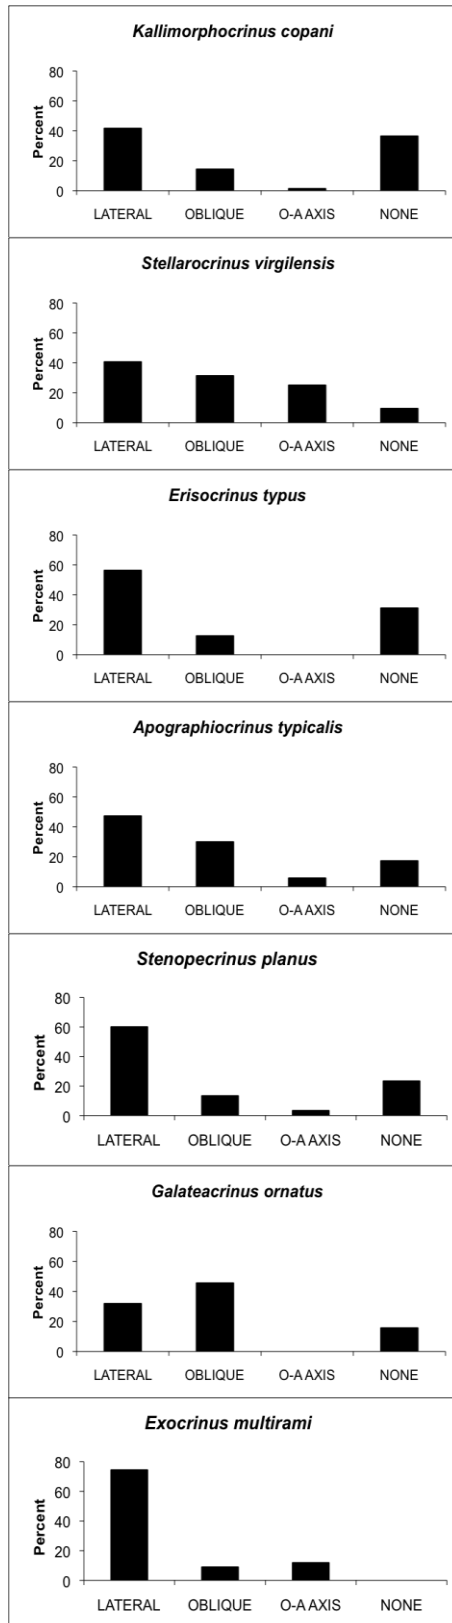 Kallimorphocrinus copani
Percent
80
60
40
20
0
LATERAL OBLIQUE O-A AXIS NONE
Stellarocrinus virgilensis
Percent
80
60
40
20
0
LATERAL OBLIQUE O-A AXIS NONE
Erisocrinus typus
Percent
80
60
40
20
0
LATERAL OBLIQUE O-A AXIS NONE
Apographiocrinus typicalis
Percent
80
60
40
20
0
LATERAL OBLIQUE O-A AXIS NONE
Stenopecrinus planus
Percent
80
60
40
20
0
LATERAL OBLIQUE O-A AXIS NONE
Galateacrinus ornatus
Percent
80
60
40
20
0
LATERAL OBLIQUE O-A AXIS NONE
Exocrinus multirami
Percent
80
60
40
20
0
LATERAL OBLIQUE O-A AXIS NONE